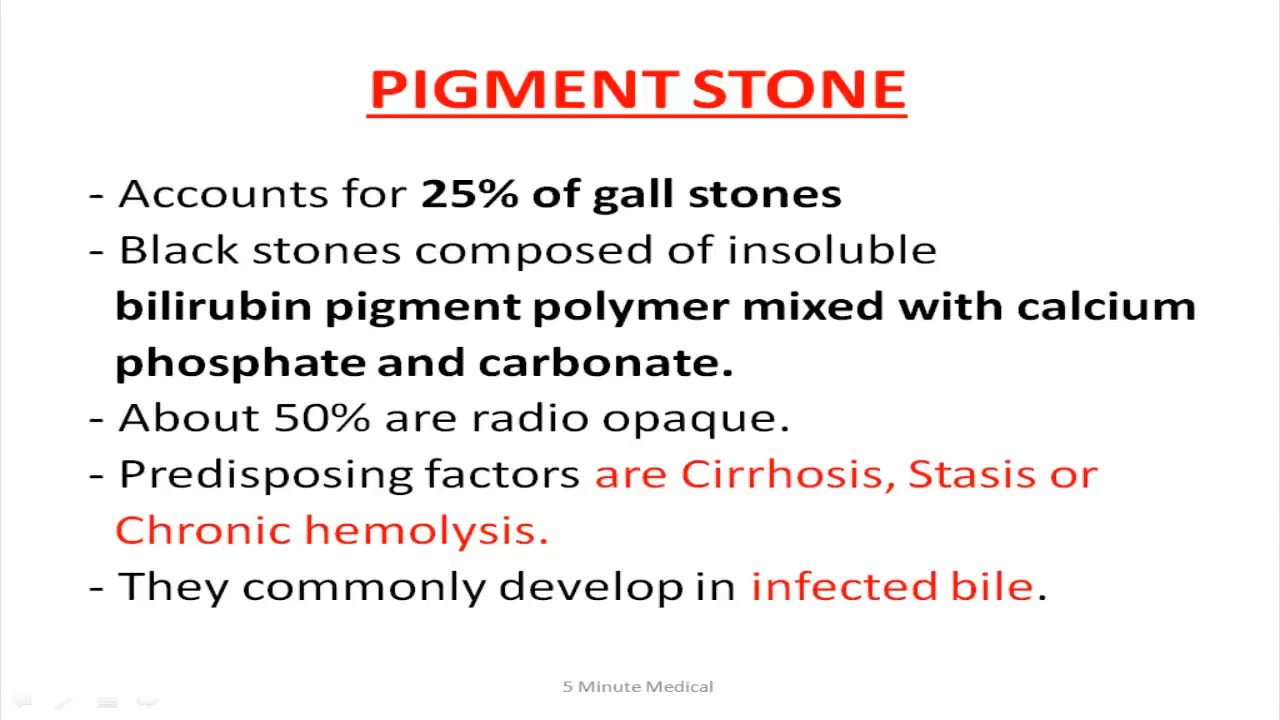 PIGMENT STONE
- Accounts for 25% of gall stones
- Black stones composed of insoluble
bilirubin pigment polymer mixed with calcium
phosphate and carbonate.
- About 50% are radio opaque.
- Predisposing factors are Cirrhosis, Stasis or
Chronic hemolysis.
- They commonly develop in infected bile.
5 Minute Medical